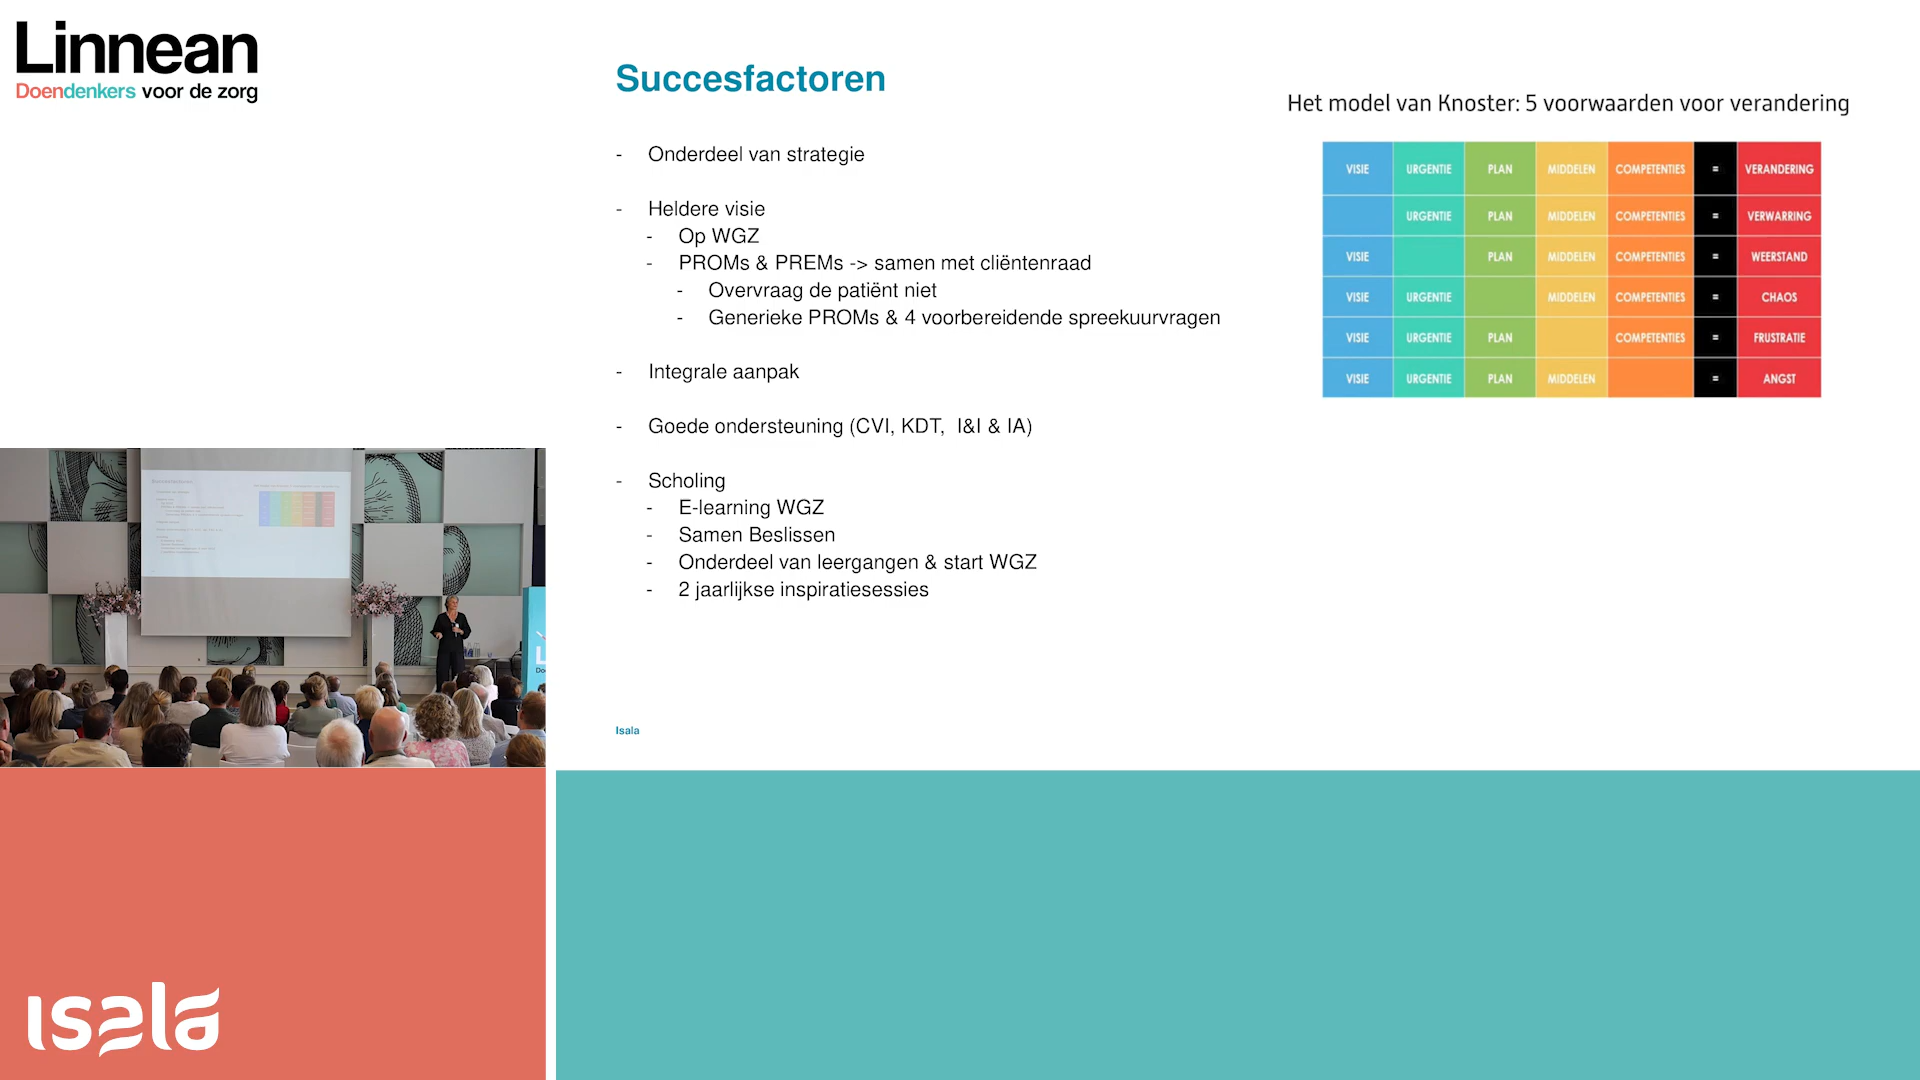 Linnean
Doendenkers voor de zorg
Succesfactoren
- Onderdeel van strategie
- Heldere visie
- Op WGZ
- PROMs & PREMs -> samen met cliëntenraad
- Overvraag de patiënt niet
- Generieke PROMs & 4 voorbereidende spreekuurvragen
- Integrale aanpak
- Goede ondersteuning (CVI, KDT, I&I & IA)
- Scholing
- E-learning WGZ
- Samen Beslissen
- Onderdeel van leergangen & start WGZ
- 2 jaarlijkse inspiratiesessies
Isala
Het model van Knoster: 5 voorwaarden voor verandering
VISIE URGENTIE PLAN MIDDELEN COMPETENTIES = VERANDERING
URGENTIE PLAN MIDDELEN COMPETENTIES = VERWARRING
VISIE PLAN MIDDELEN COMPETENTIES = WEERSTAND
VISIE URGENTIE MIDDELEN COMPETENTIES = CHAOS
VISIE URGENTIE PLAN COMPETENTIES = FRUSTRATIE
VISIE URGENTIE PLAN MIDDELEN = ANGST
isala